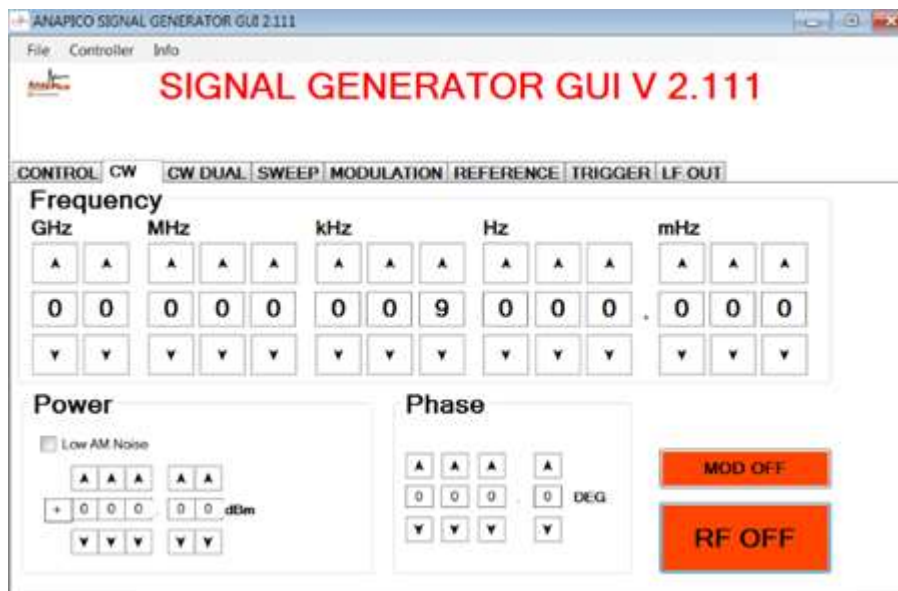 ANAPICO SIGNAL GENERATOR GUI 2.111
File Controller Info
SIGNAL GENERATOR GUI V 2.111
CONTROL CW CW DUAL SWEEP MODULATION REFERENCE TRIGGER LF OUT
Frequency
GHz MHz kHz Hz mHz
0 0 0 0 0 0 0 9 0 0 0 . 0 0 0
Power
Low AM Noise
+ 0 0 0 . 0 0 dBm
Phase
0 0 0 . 0 DEG
MOD OFF
RF OFF